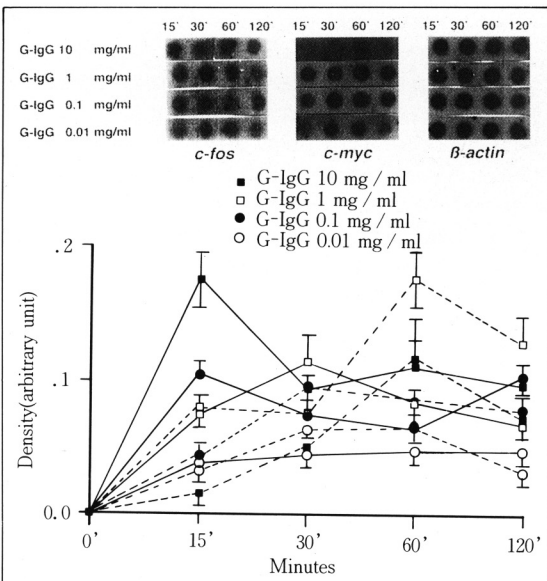 15' 30' 60' 120' 15' 30' 60' 120' 15' 30' 60' 120'
G-IgG 10 mg/ml
G-IgG 1 mg/ml
G-IgG 0.1 mg/ml
G-IgG 0.01 mg/ml
c-fos c-myc ß-actin
■ G-IgG 10 mg / ml
□ G-IgG 1 mg / ml
● G-IgG 0.1 mg / ml
○ G-IgG 0.01 mg / ml
Density(arbitrary unit)
.2
.1
0.0
0' 15' 30' 60' 120'
Minutes